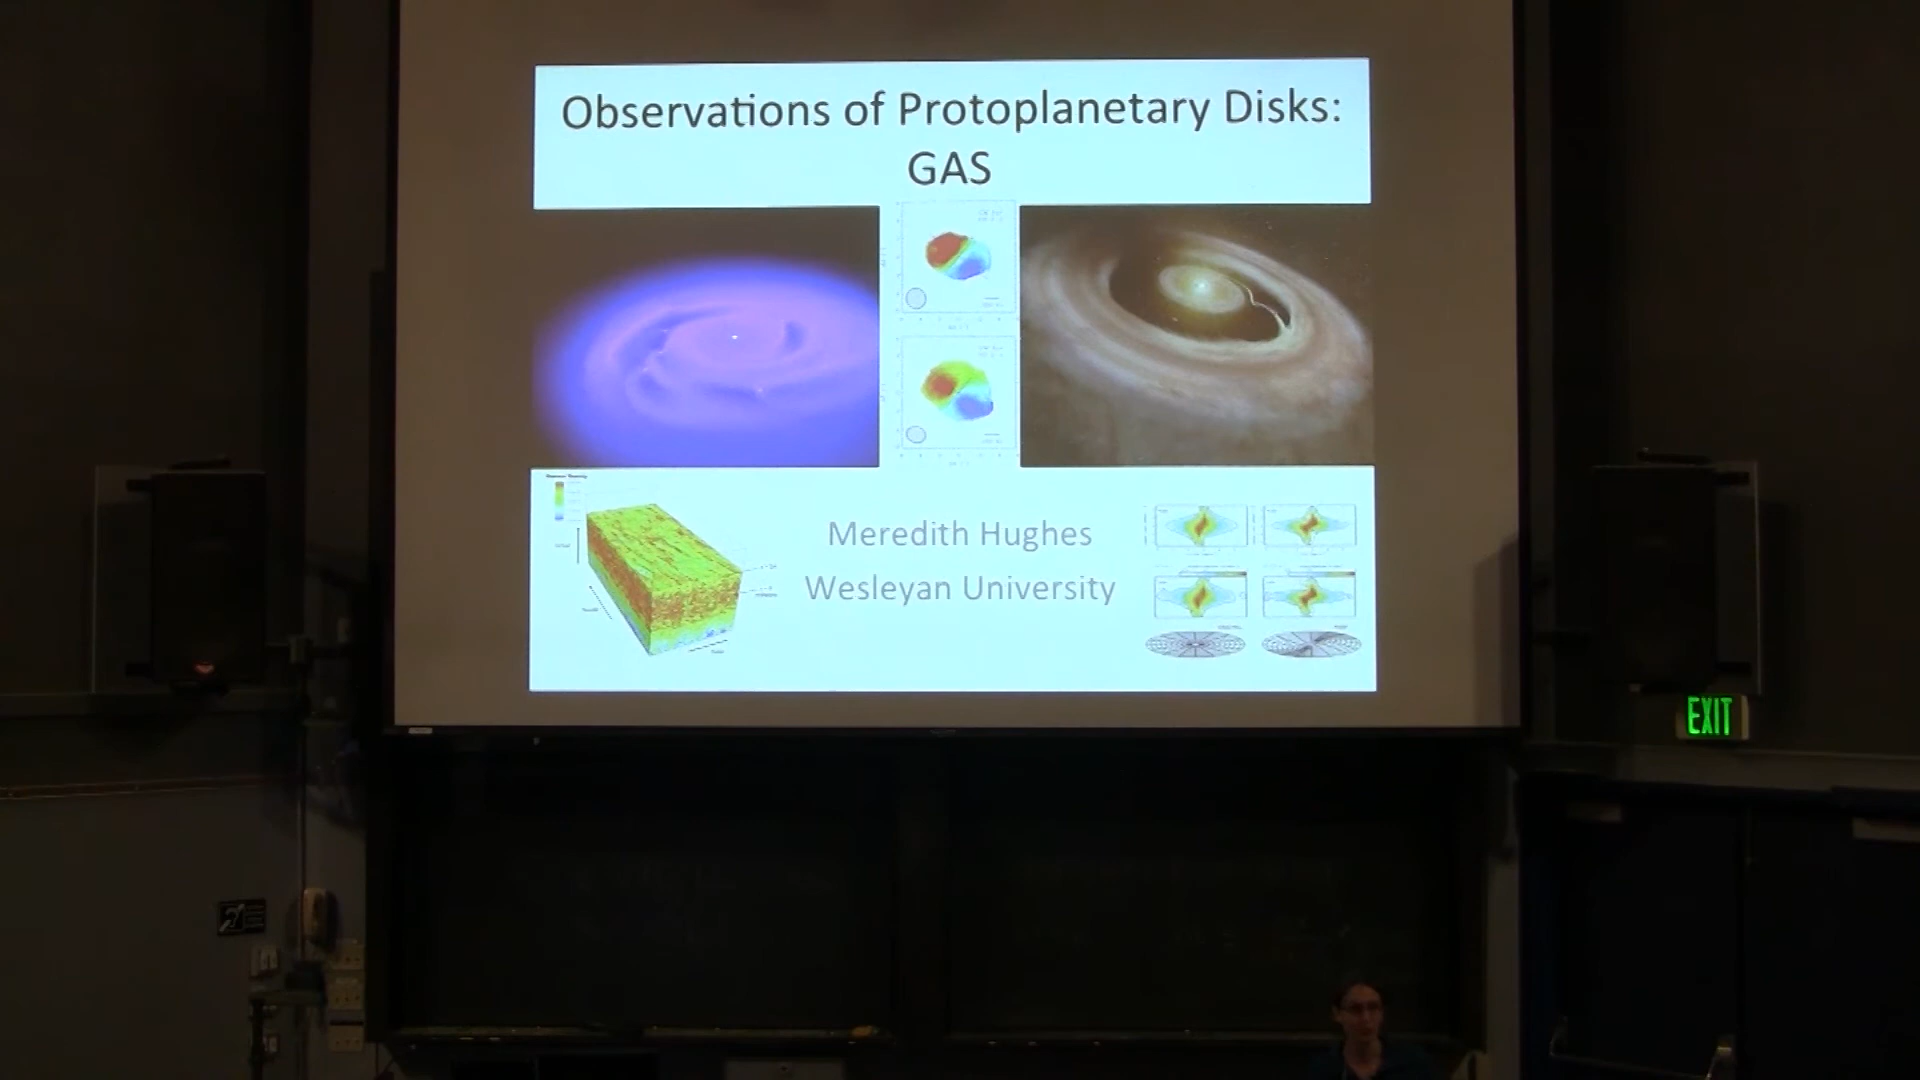 Observations of Protoplanetary Disks:
GAS
Meredith Hughes
Wesleyan University
EXIT